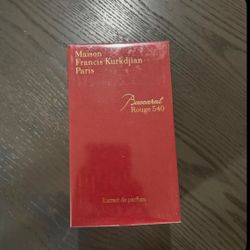 Maison
Francis Kurkdjian
Paris
Baccarat
Rouge 540
Extrait de parfum